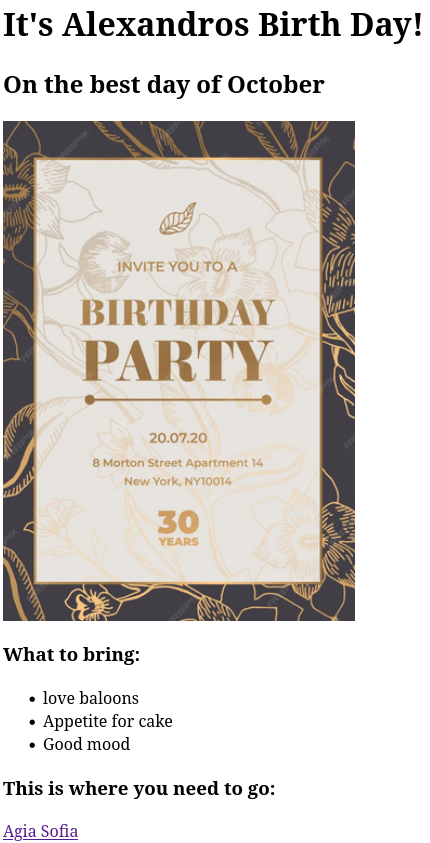 It's Alexandros Birth Day!
On the best day of October
INVITE YOU TO A
BIRTHDAY
PARTY
20.07.20
8 Morton Street Apartment 14
New York, NY10014
30
YEARS
What to bring:
love baloons
Appetite for cake
Good mood
This is where you need to go:
Agia Sofia